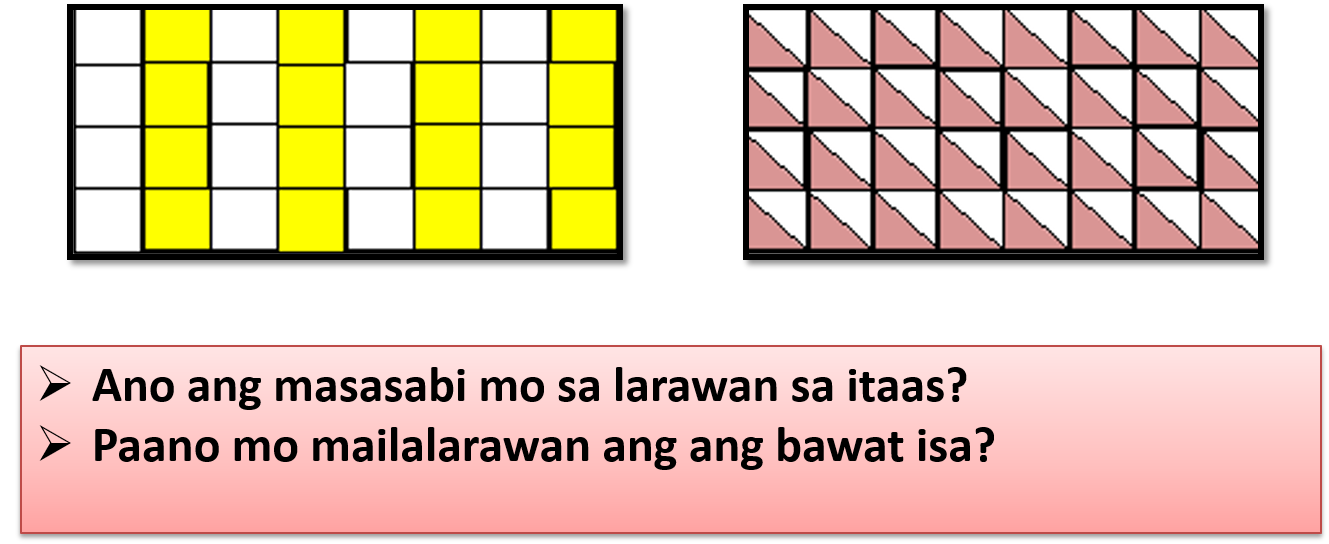 ➢ Ano ang masasabi mo sa larawan sa itaas?
➢ Paano mo mailalarawan ang ang bawat isa?